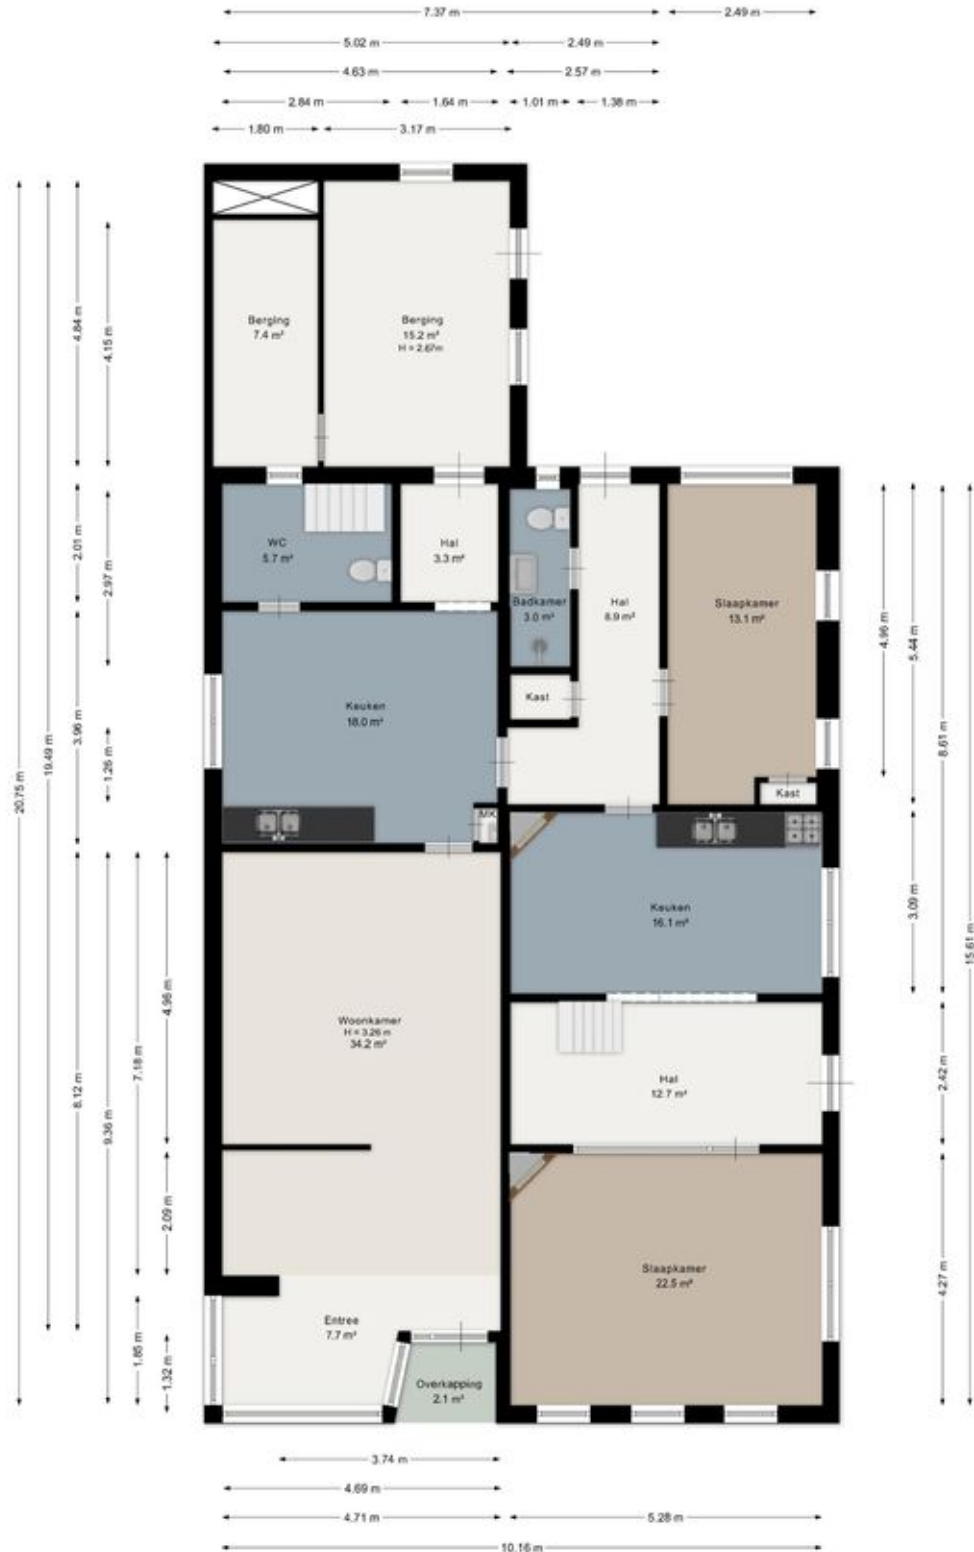 7.37 m
2.49 m
5.02 m
2.49 m
4.63 m
2.57 m
2.84 m
1.64 m
1.01 m
1.38 m
1.80 m
3.17 m
20.75 m
19.49 m
4.84 m
4.15 m
Berging
7.4 m²
Berging
15.2 m²
H = 2.67m
2.01 m
2.97 m
WC
5.7 m²
Hal
3.3 m²
Badkamer
3.0 m²
Hal
8.9 m²
Slaapkamer
13.1 m²
4.96 m
5.44 m
8.61 m
15.61 m
3.96 m
1.26 m
Keuken
18.0 m²
Kast
Kast
MK
Keuken
16.1 m²
3.09 m
8.12 m
9.36 m
7.18 m
4.96 m
Woonkamer
H = 3.26 m
34.2 m²
Hal
12.7 m²
2.42 m
2.09 m
Slaapkamer
22.5 m²
4.27 m
1.85 m
1.32 m
Entree
7.7 m²
Overkapping
2.1 m²
3.74 m
4.69 m
4.71 m
5.28 m
10.16 m